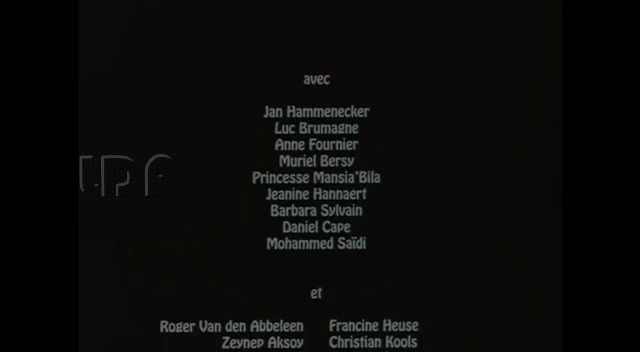 avec
Jan Hammenecker
Luc Brumagne
Anne Fournier
Muriel Bersy
Princesse Mansia'Bila
Jeanine Hannaert
Barbara Sylvain
Daniel Cape
Mohammed Saïdi
et
Roger Van den Abbeleen Francine Heuse
Zeynep Aksoy Christian Kools